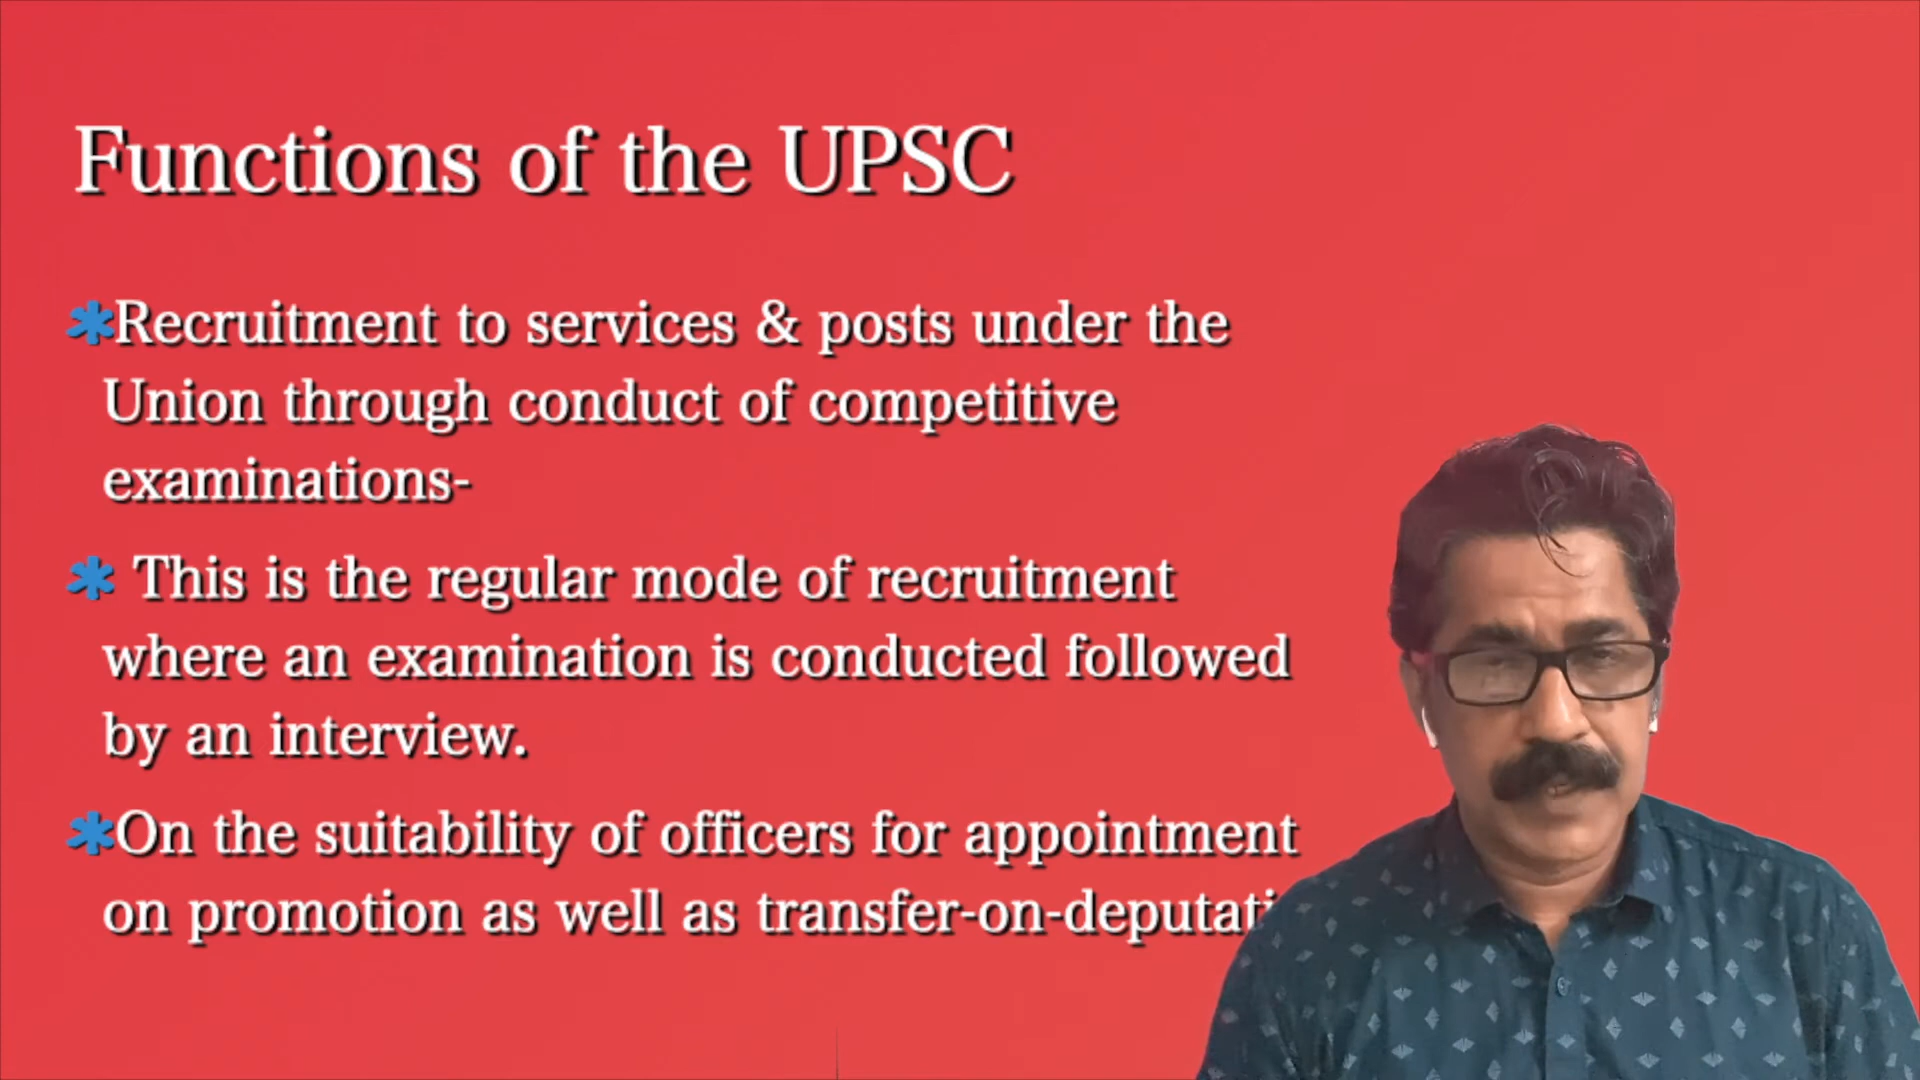 Functions of the UPSC
Recruitment to services & posts under the
Union through conduct of competitive
examinations-
This is the regular mode of recruitment
where an examination is conducted followed
by an interview.
On the suitability of officers for appointment
on promotion as well as